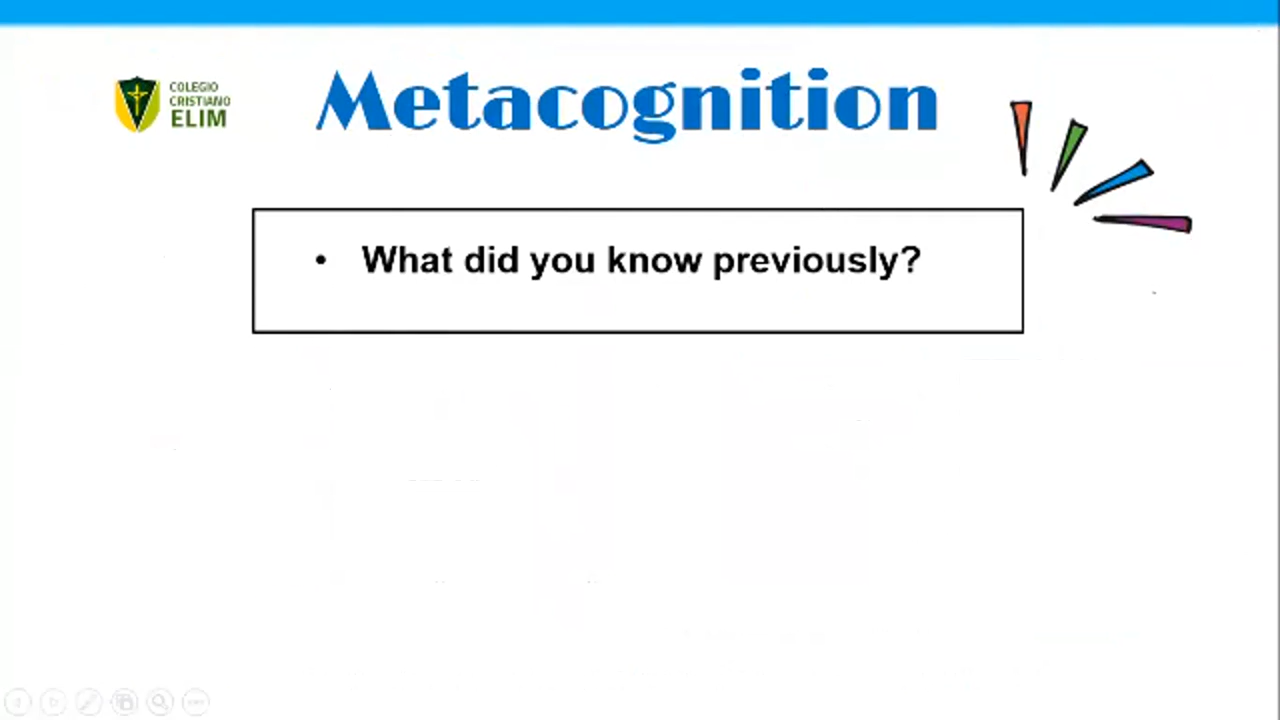 COLEGIO
CRISTIANO
ELIM
Metacognition
• What did you know previously?